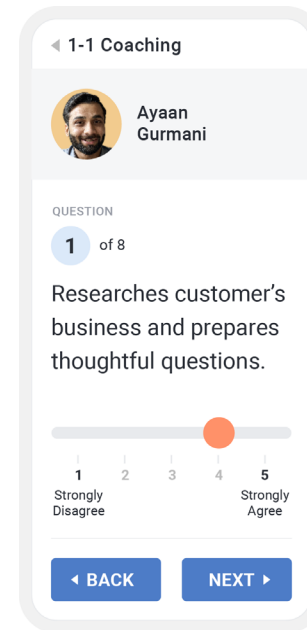 1-1 Coaching
Ayaan
Gurmani
QUESTION
1 of 8
Researches customer's
business and prepares
thoughtful questions.
1 2 3 4 5
Strongly Strongly
Disagree Agree
BACK NEXT